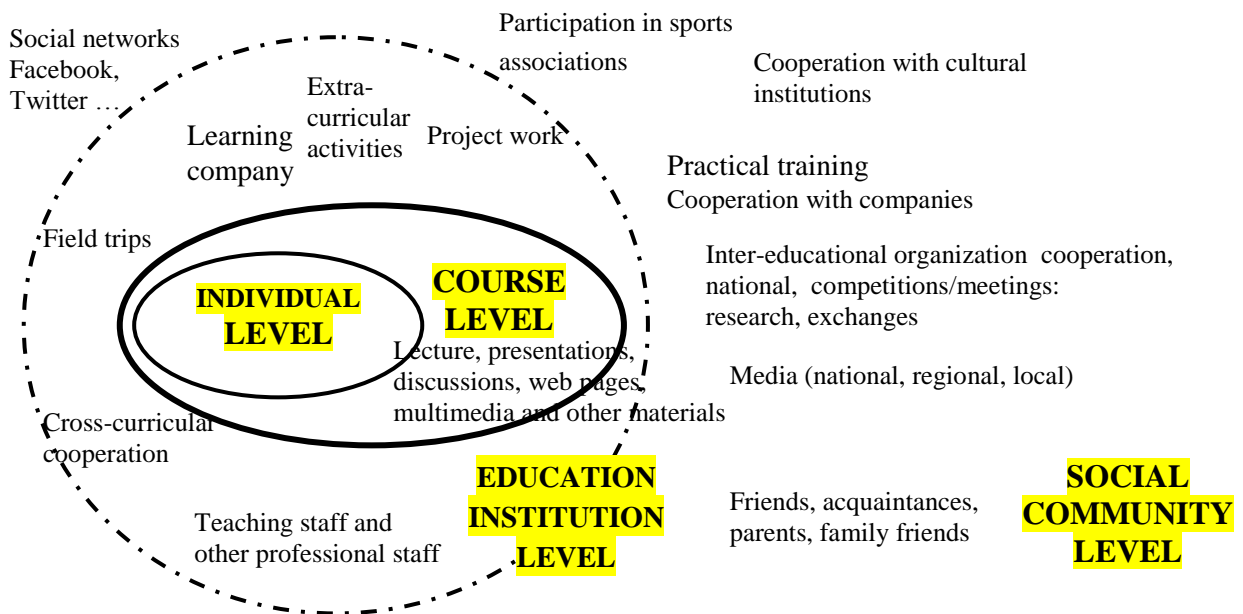 Social networks
Facebook,
Twitter …
Participation in sports
associations
Cooperation with cultural
institutions
Extra-
curricular
activities
Learning
company
Project work
Practical training
Cooperation with companies
Field trips
Inter-educational organization cooperation,
national, competitions/meetings:
research, exchanges
INDIVIDUAL
LEVEL
COURSE
LEVEL
Lecture, presentations,
discussions, web pages,
multimedia and other materials
Media (national, regional, local)
Cross-curricular
cooperation
EDUCATION
INSTITUTION
LEVEL
Teaching staff and
other professional staff
Friends, acquaintances,
parents, family friends
SOCIAL
COMMUNITY
LEVEL